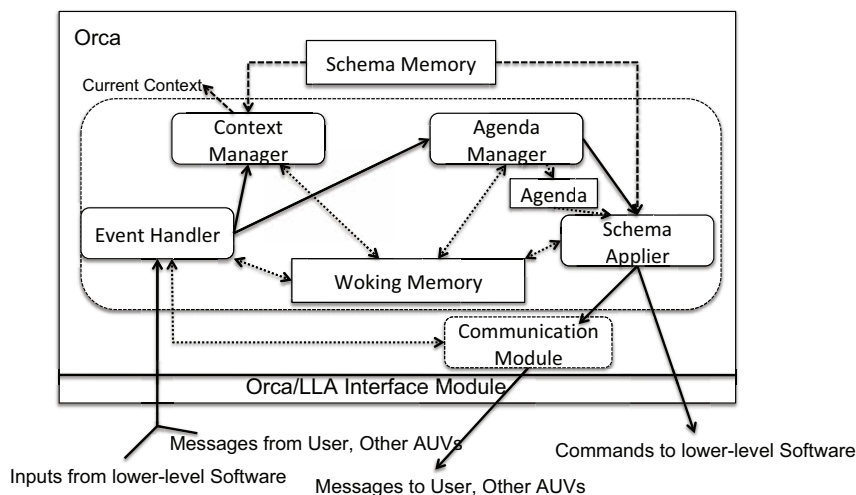 Orca
Schema Memory
Current Context
Context
Manager
Agenda
Manager
Agenda
Event Handler
Schema
Applier
Woking Memory
Communication
Module
Orca/LLA Interface Module
Messages from User, Other AUVs
Commands to lower-level Software
Inputs from lower-level Software
Messages to User, Other AUVs